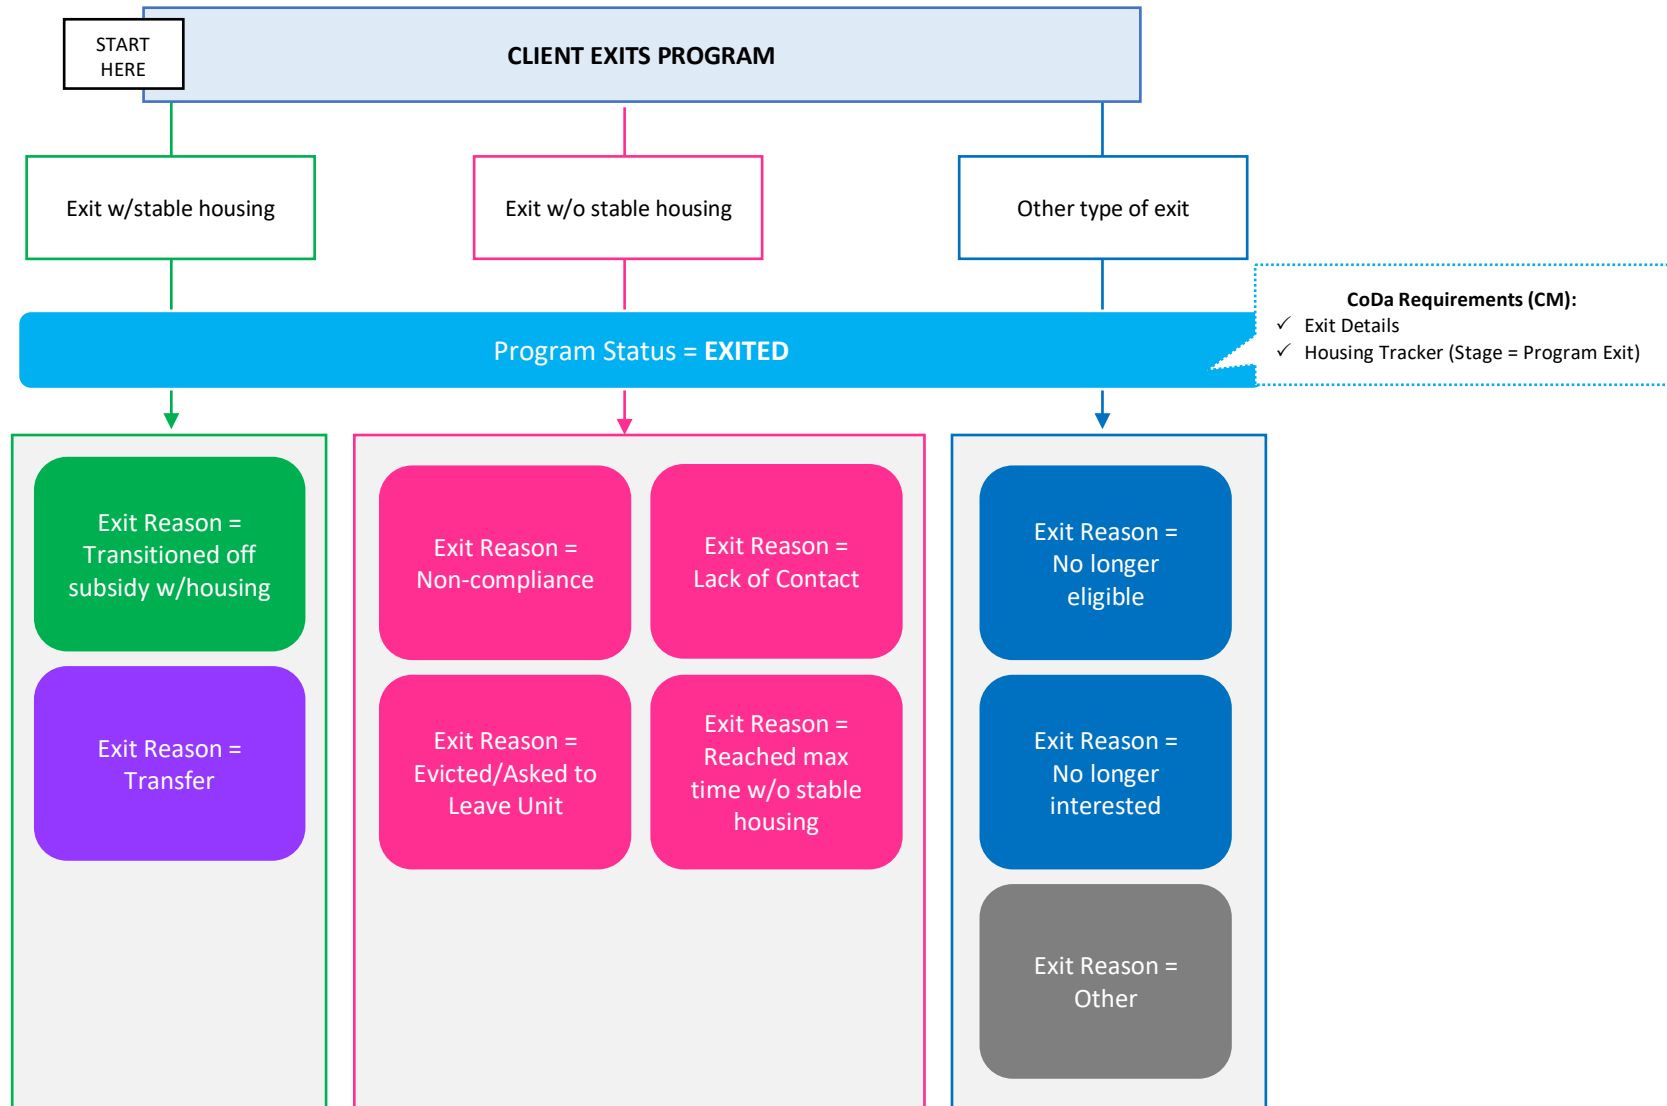 START
HERE
CLIENT EXITS PROGRAM
Exit w/stable housing
Exit w/o stable housing
Other type of exit
CoDa Requirements (CM):
✓ Exit Details
✓ Housing Tracker (Stage = Program Exit)
Program Status = EXITED
Exit Reason =
Transitioned off
subsidy w/housing
Exit Reason =
Transfer
Exit Reason =
Non-compliance
Exit Reason =
Lack of Contact
Exit Reason =
Evicted/Asked to
Leave Unit
Exit Reason =
Reached max
time w/o stable
housing
Exit Reason =
No longer
eligible
Exit Reason =
No longer
interested
Exit Reason =
Other